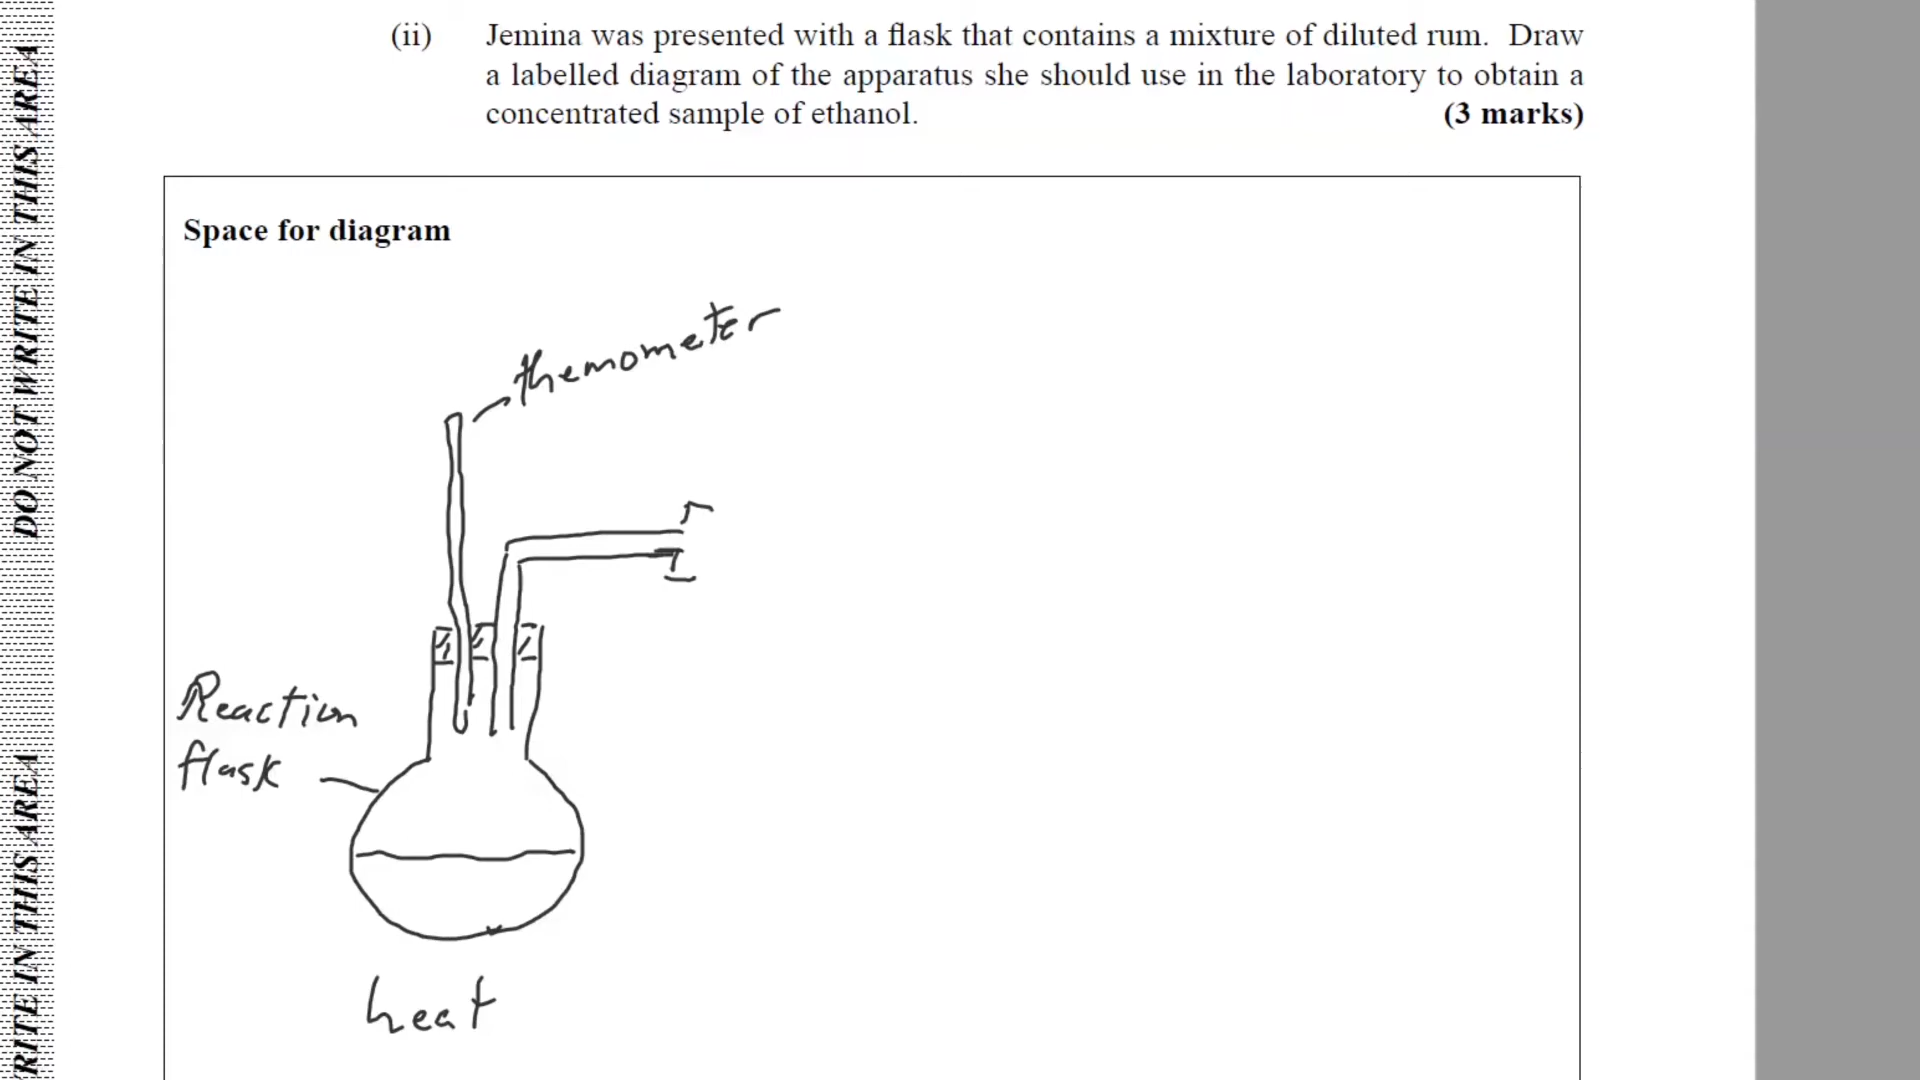 (ii) Jemina was presented with a flask that contains a mixture of diluted rum. Draw
a labelled diagram of the apparatus she should use in the laboratory to obtain a
concentrated sample of ethanol. (3 marks)
Space for diagram
themometer
Reaction
flask
heat
DO NOT WRITE IN THIS AREA
RITE IN THIS AREA